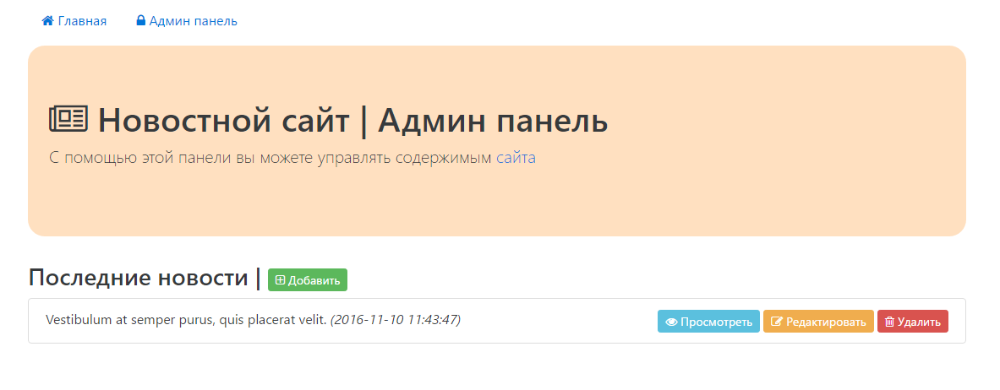 Главная Админ панель
Новостной сайт | Админ панель
С помощью этой панели вы можете управлять содержимым сайта
Последние новости | Добавить
Vestibulum at semper purus, quis placerat velit. (2016-11-10 11:43:47) Просмотреть Редактировать Удалить